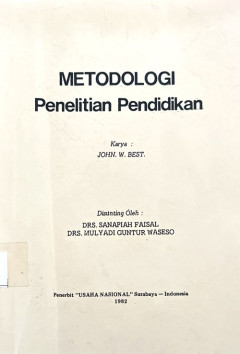 METODOLOGI
Penelitian Pendidikan
Karya :
JOHN. W. BEST.
Disinting Oleh :
DRS. SANAPIAH FAISAL
DRS. MULYADI GUNTUR WASESO
Penerbit "USAHA NASIONAL" Surabaya — Indonesia
1982